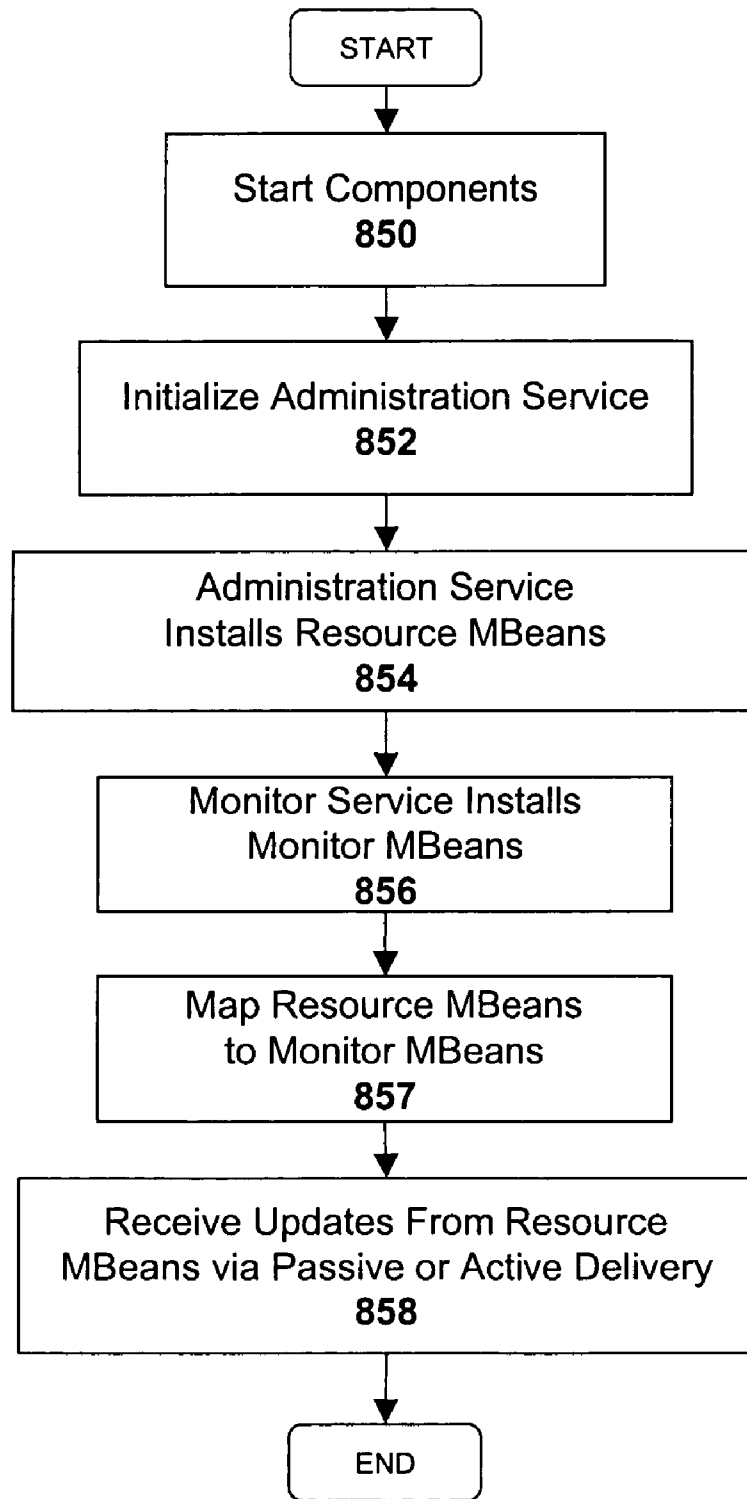 START
Start Components
850
Initialize Administration Service
852
Administration Service
Installs Resource MBeans
854
Monitor Service Installs
Monitor MBeans
856
Map Resource MBeans
to Monitor MBeans
857
Receive Updates From Resource
MBeans via Passive or Active Delivery
858
END